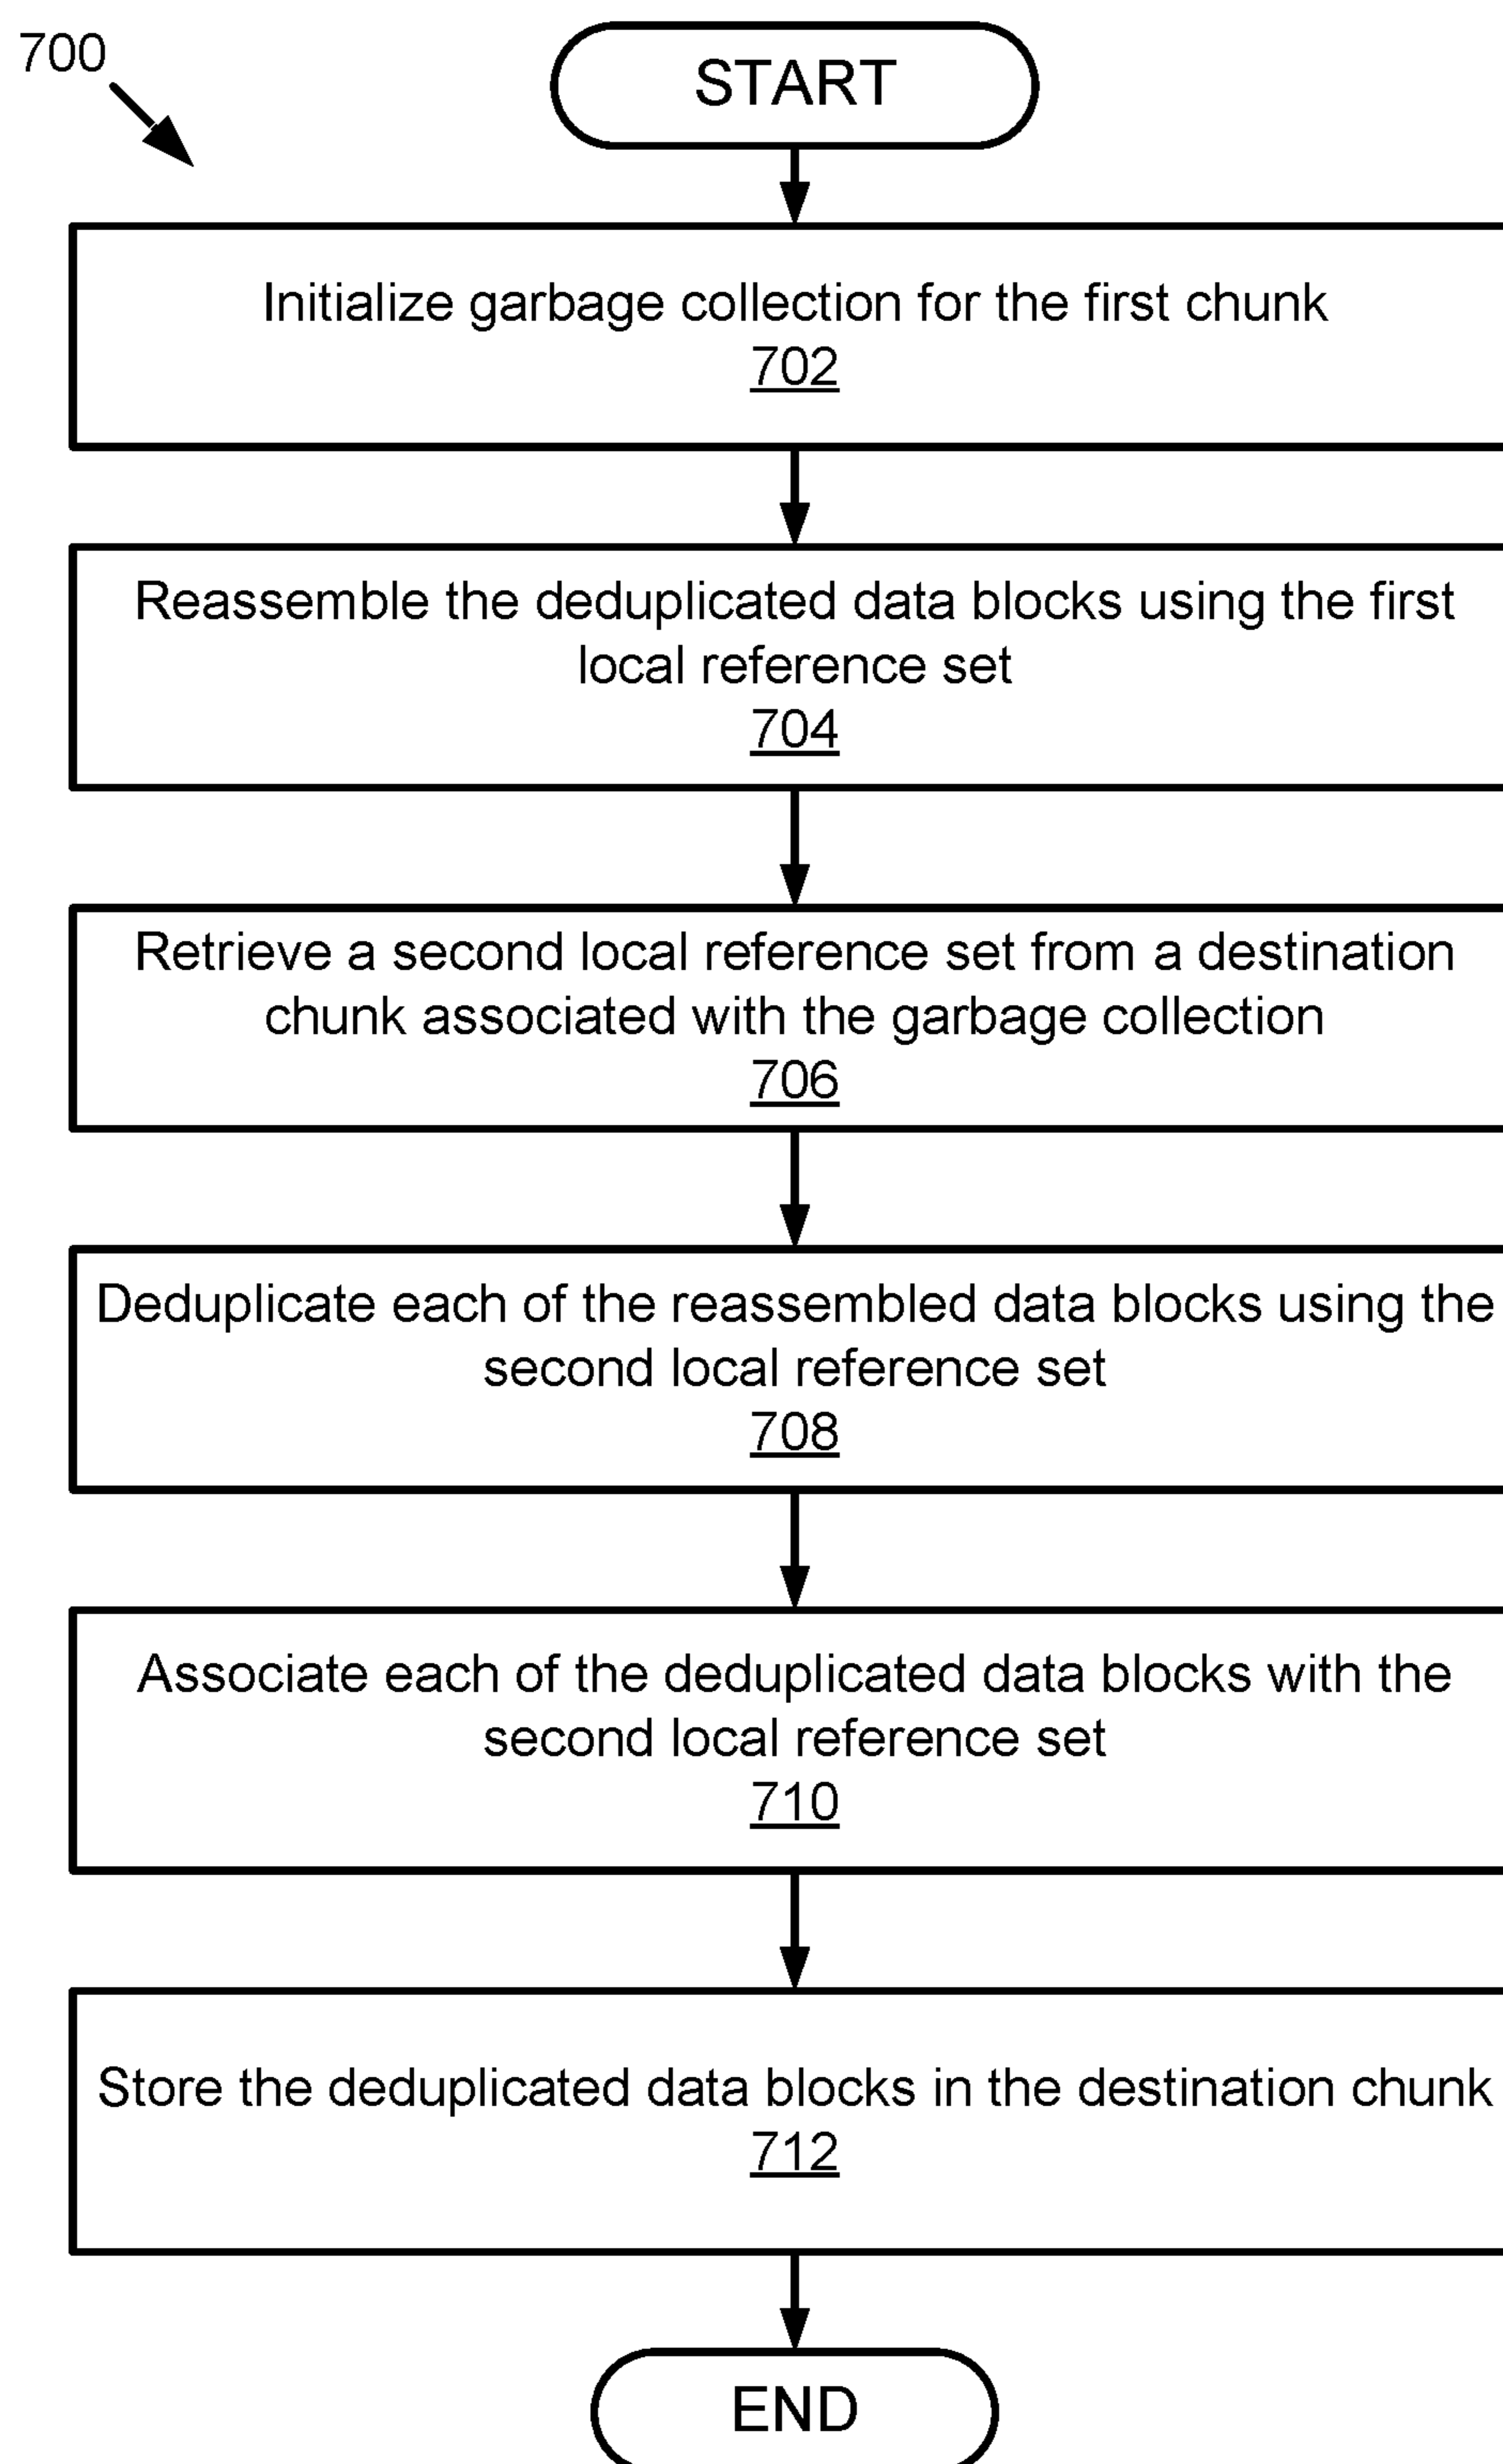 700
START
Initialize garbage collection for the first chunk
702
Reassemble the deduplicated data blocks using the first
local reference set
704
Retrieve a second local reference set from a destination
chunk associated with the garbage collection
706
Deduplicate each of the reassembled data blocks using the
second local reference set
708
Associate each of the deduplicated data blocks with the
second local reference set
710
Store the deduplicated data blocks in the destination chunk
712
END